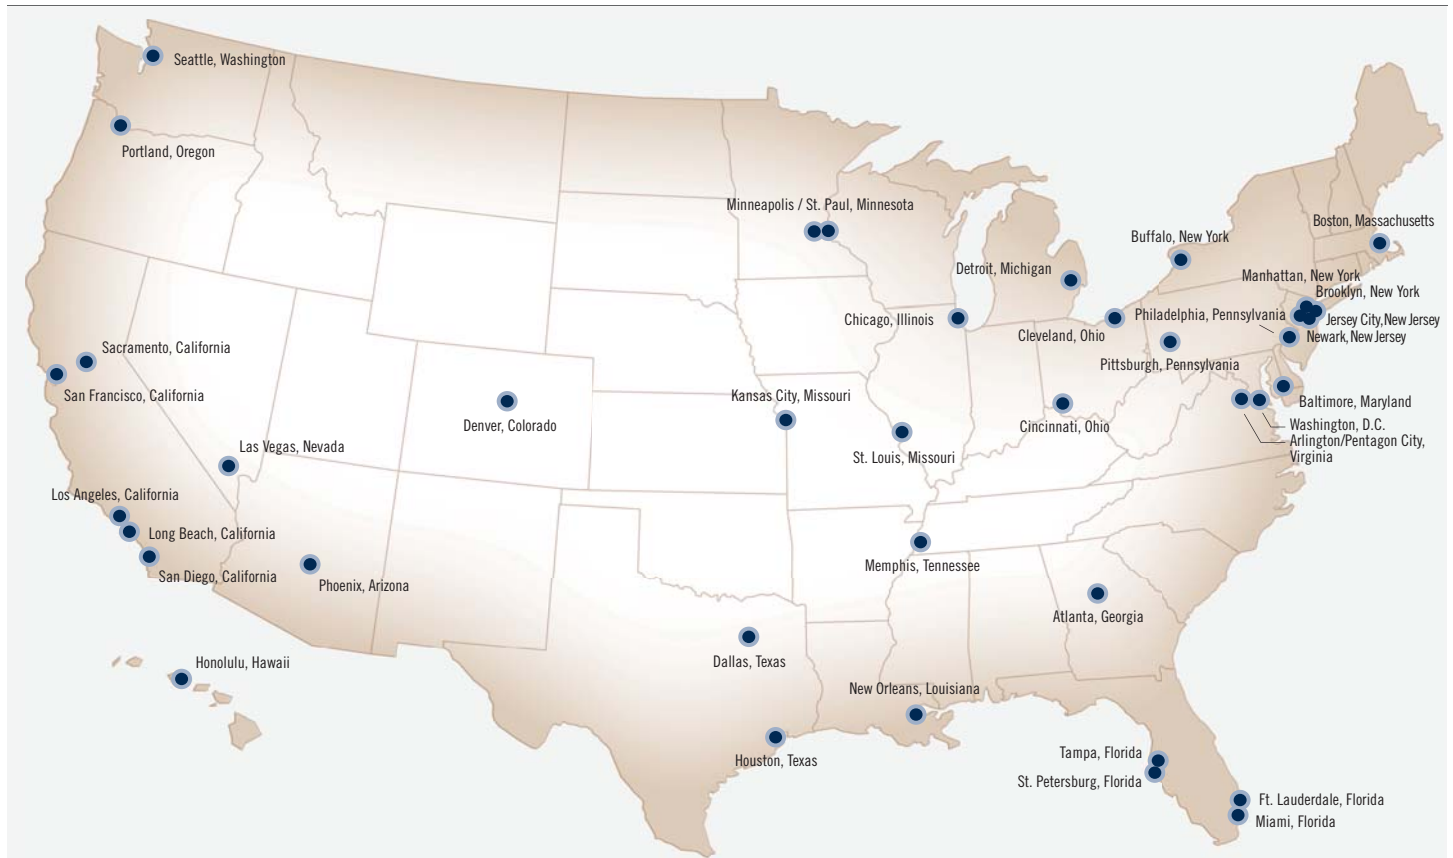 Seattle, Washington
Portland, Oregon
Minneapolis / St. Paul, Minnesota
Boston, Massachusetts
Buffalo, New York
Detroit, Michigan
Manhattan, New York
Brooklyn, New York
Philadelphia, Pennsylvania
Jersey City, New Jersey
Chicago, Illinois
Cleveland, Ohio
Newark, New Jersey
Sacramento, California
Pittsburgh, Pennsylvania
San Francisco, California
Kansas City, Missouri
Baltimore, Maryland
Denver, Colorado
Cincinnati, Ohio
Washington, D.C.
Arlington/Pentagon City,
Virginia
Las Vegas, Nevada
St. Louis, Missouri
Los Angeles, California
Long Beach, California
San Diego, California
Phoenix, Arizona
Memphis, Tennessee
Atlanta, Georgia
Honolulu, Hawaii
Dallas, Texas
New Orleans, Louisiana
Houston, Texas
Tampa, Florida
St. Petersburg, Florida
Ft. Lauderdale, Florida
Miami, Florida